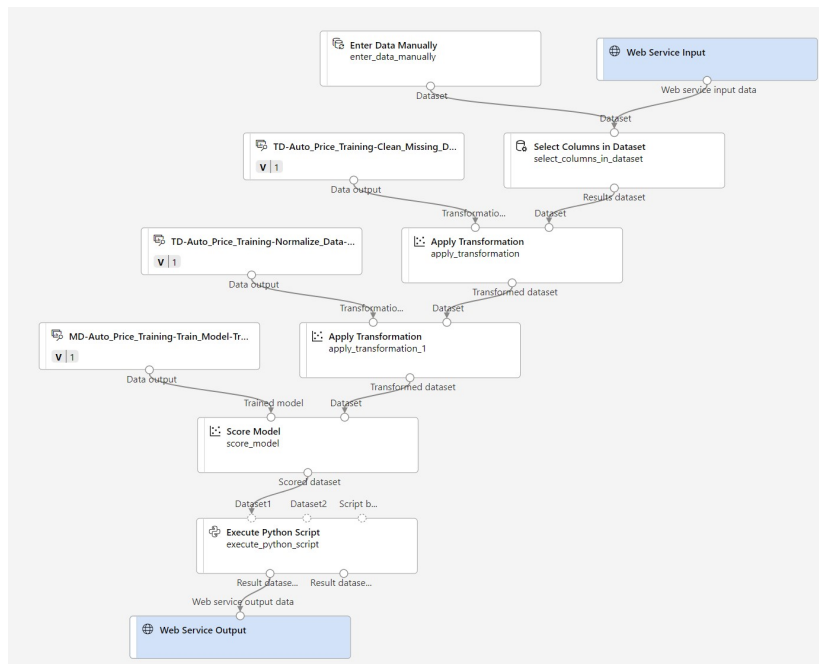 Enter Data Manually
enter_data_manually
Dataset
Web Service Input
Web service input data
Dataset
Select Columns in Dataset
select_columns_in_dataset
Results dataset
TD-Auto_Price_Training-Clean_Missing_D...
V 1
Data output
Transformatio...
Dataset
Apply Transformation
apply_transformation
Transformed dataset
TD-Auto_Price_Training-Normalize_Data-...
V 1
Data output
Transformatio...
Dataset
Apply Transformation
apply_transformation_1
Transformed dataset
MD-Auto_Price_Training-Train_Model-Tr...
V 1
Data output
Trained model
Dataset
Score Model
score_model
Scored dataset
Dataset1
Dataset2
Script b...
Execute Python Script
execute_python_script
Result datase...
Result datase...
Web service output data
Web Service Output